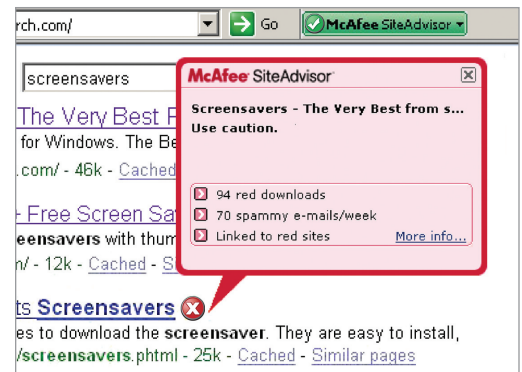 rch.com/ Go McAfee SiteAdvisor
screensavers
McAfee SiteAdvisor
Screensavers - The Very Best from s...
Use caution.
94 red downloads
70 spammy e-mails/week
Linked to red sites More info...
The Very Best F
for Windows. The Be
.com/ - 46k - Cached
- Free Screen Sa
eensavers with thum
n/ - 12k - Cached - S
ts Screensavers
es to download the screensaver. They are easy to install,
/screensavers.phtml - 25k - Cached - Similar pages